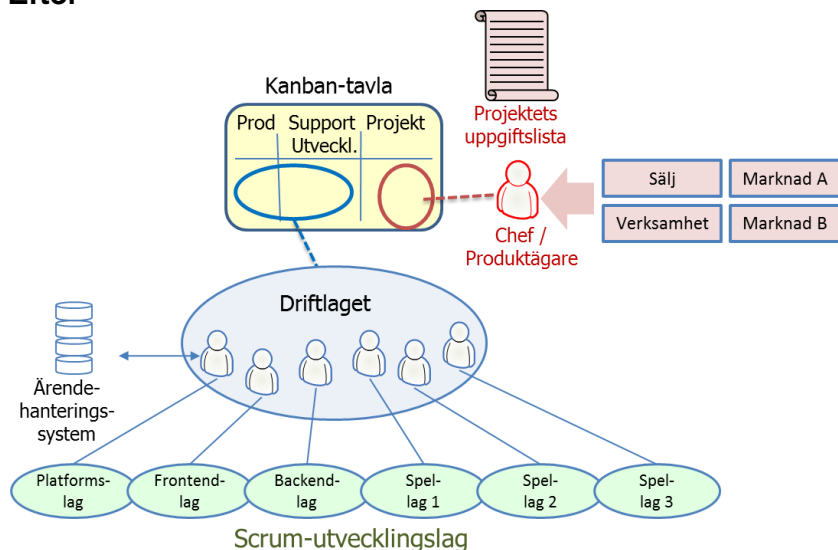 Efter
Kanban-tavla
Prod Support Projekt
Utveckl.
Projektets
uppgiftslista
Chef /
Produktägare
Sälj
Marknad A
Verksamhet
Marknad B
Driftlaget
Ärende-
hanterings-
system
Platforms-
lag
Frontend-
lag
Backend-
lag
Spel-
lag 1
Spel-
lag 2
Spel-
lag 3
Scrum-utvecklingslag